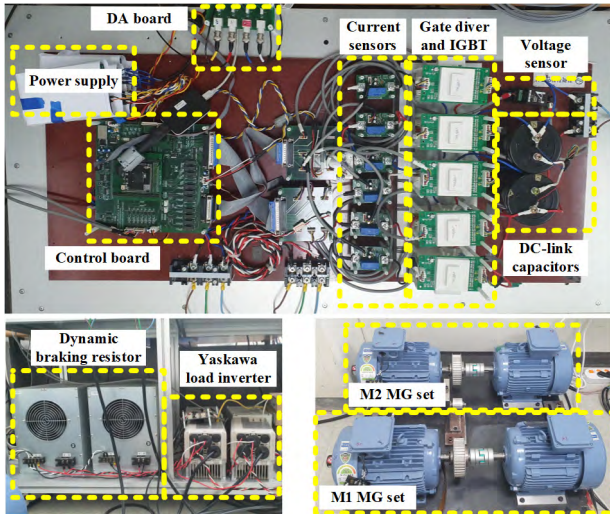 DA board
Current
sensors
Gate diver
and IGBT
Voltage
sensor
Power supply
Control board
DC-link
capacitors
Dynamic
braking resistor
Yaskawa
load inverter
M2 MG set
M1 MG set